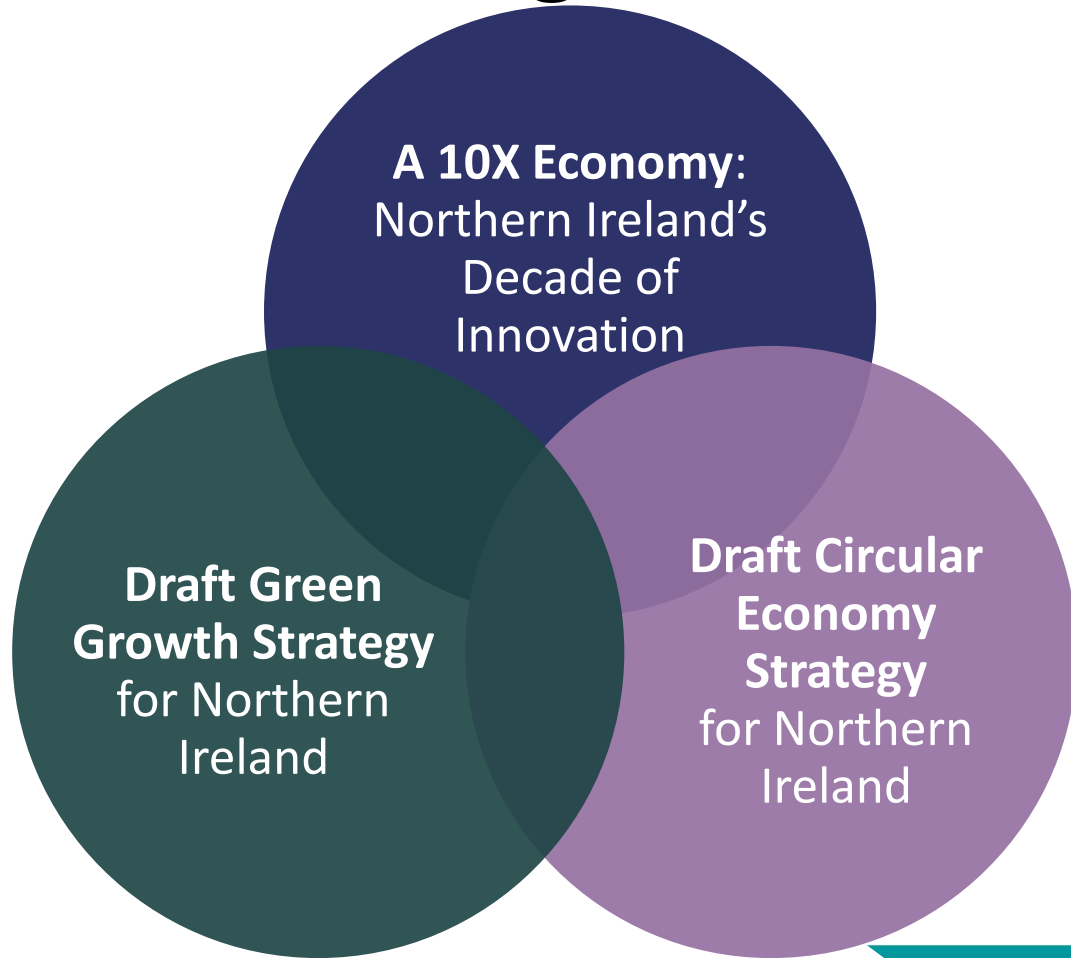 A 10X Economy:
Northern Ireland’s
Decade of
Innovation
Draft Green
Growth Strategy
for Northern
Ireland
Draft Circular
Economy
Strategy
for Northern
Ireland